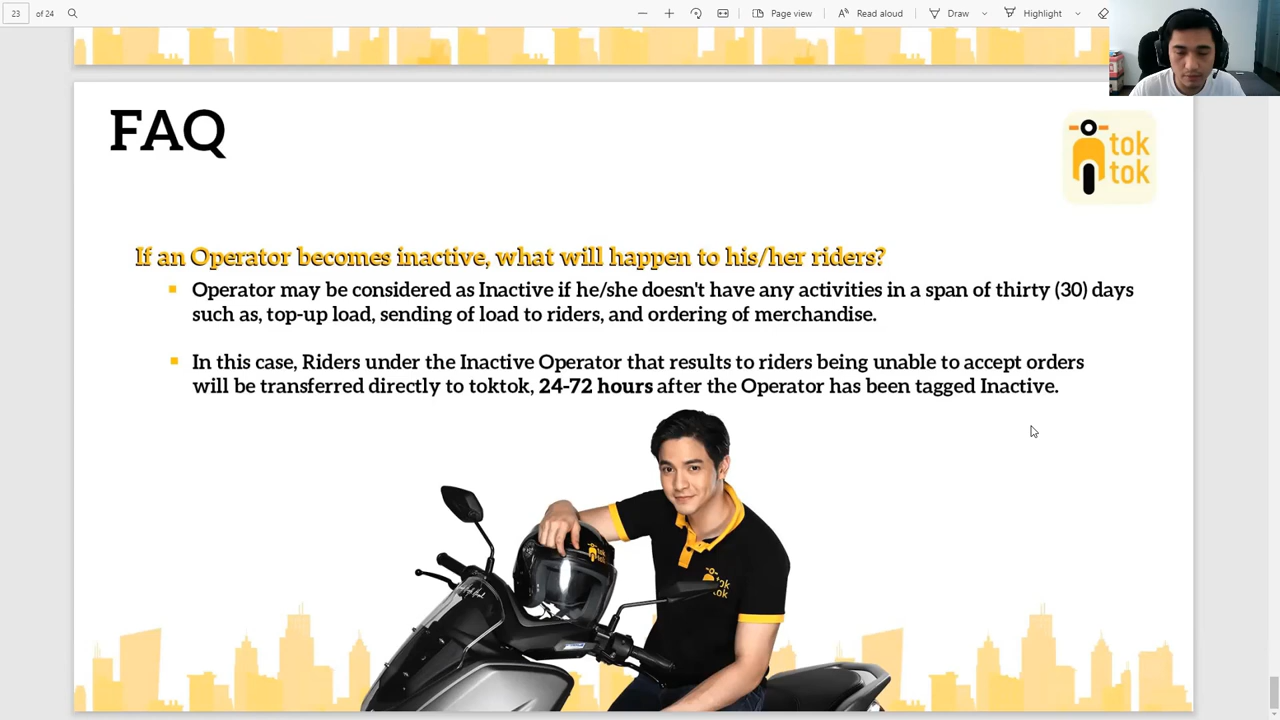 23 of 24 Page view Read aloud Draw Highlight
FAQ
tok
tok
If an Operator becomes inactive, what will happen to his/her riders?
Operator may be considered as Inactive if he/she doesn't have any activities in a span of thirty (30) days
such as, top-up load, sending of load to riders, and ordering of merchandise.
In this case, Riders under the Inactive Operator that results to riders being unable to accept orders
will be transferred directly to toktok, 24-72 hours after the Operator has been tagged Inactive.
tok
tok
tok
tok